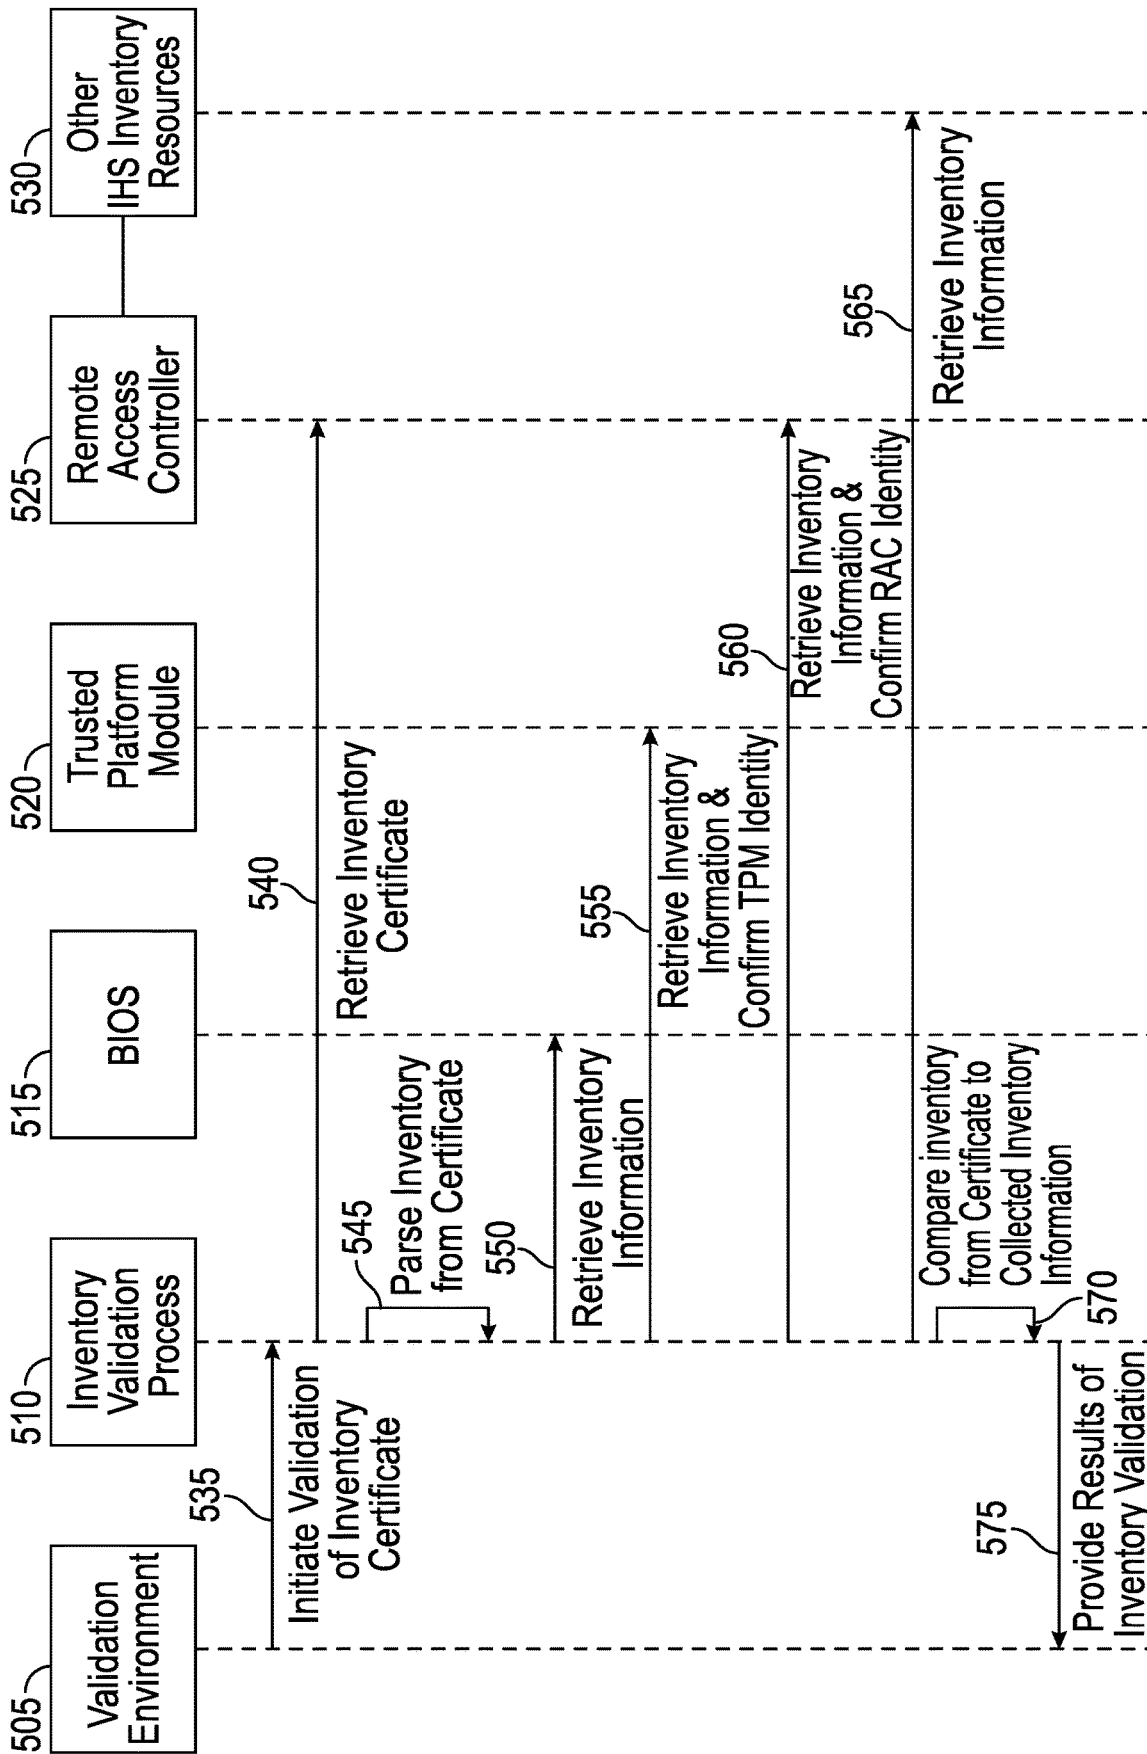 505
Validation
Environment
510
Inventory
Validation
Process
515
BIOS
520
Trusted
Platform
Module
525
Remote
Access
Controller
530
Other
IHS Inventory
Resources
535
Initiate Validation
of Inventory
Certificate
540
Retrieve Inventory
Certificate
545
Parse Inventory
from Certificate
550
Retrieve Inventory
Information
555
Retrieve Inventory
Information &
Confirm TPM Identity
560
Retrieve Inventory
Information &
Confirm RAC Identity
565
Retrieve Inventory
Information
Compare inventory
from Certificate to
Collected Inventory
Information
570
575
Provide Results of
Inventory Validation